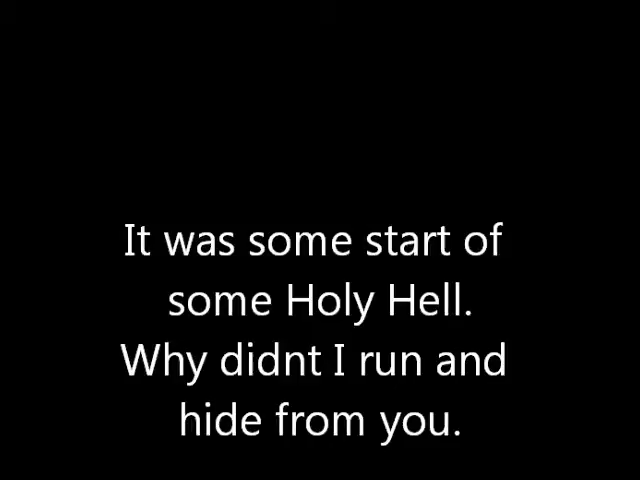 It was some start of
some Holy Hell.
Why didnt I run and
hide from you.